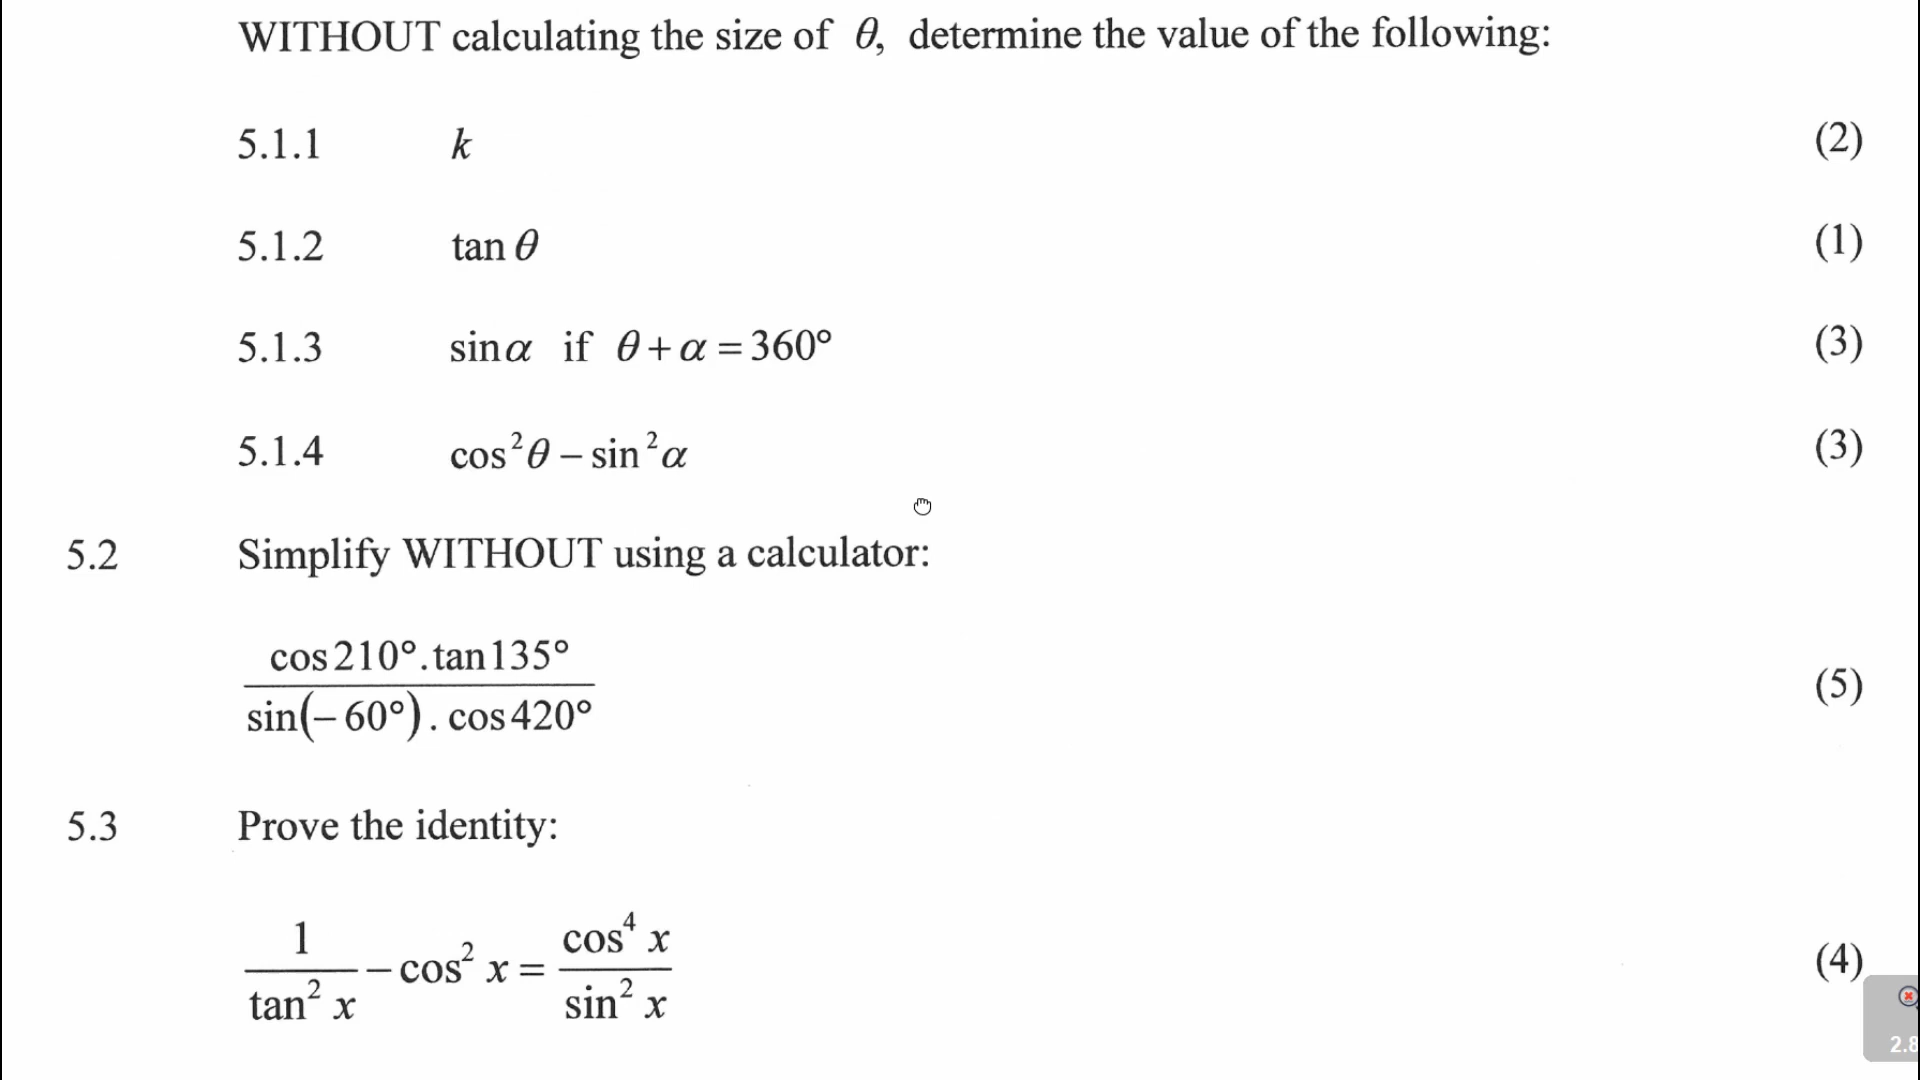 WITHOUT calculating the size of θ, determine the value of the following:
5.1.1 k (2)
5.1.2 tan θ (1)
5.1.3 sin α if θ + α = 360° (3)
5.1.4 cos²θ – sin²α (3)
5.2 Simplify WITHOUT using a calculator:
cos 210° . tan 135°
sin(– 60°) . cos 420°
(5)
5.3 Prove the identity:
1/tan² x – cos² x = cos⁴ x/sin² x (4)
2.8